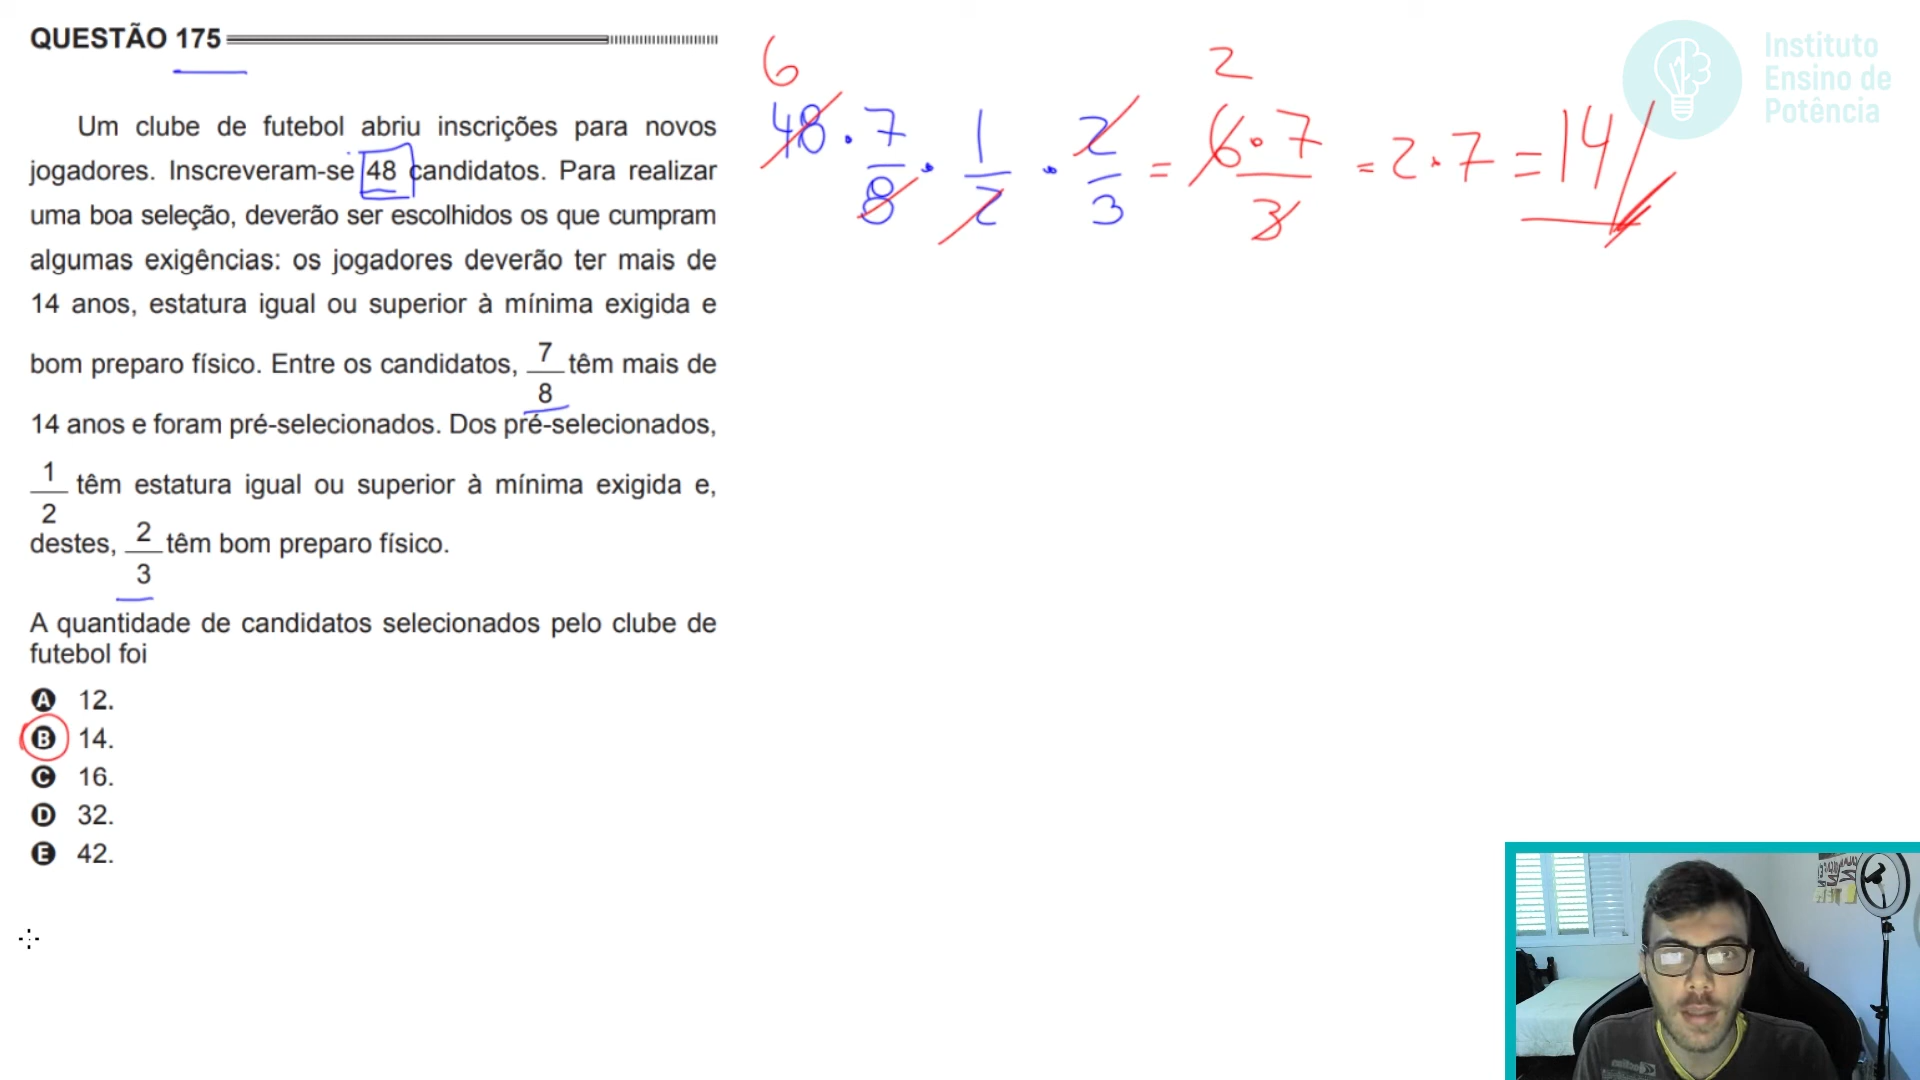 QUESTÃO 175
Um clube de futebol abriu inscrições para novos
jogadores. Inscreveram-se 48 candidatos. Para realizar
uma boa seleção, deverão ser escolhidos os que cumpram
algumas exigências: os jogadores deverão ter mais de
14 anos, estatura igual ou superior à mínima exigida e
bom preparo físico. Entre os candidatos, 7/8 têm mais de
14 anos e foram pré-selecionados. Dos pré-selecionados,
1/2 têm estatura igual ou superior à mínima exigida e,
destes, 2/3 têm bom preparo físico.
A quantidade de candidatos selecionados pelo clube de
futebol foi
A 12.
B 14.
C 16.
D 32.
E 42.
6 2
48 · 7/8 · 1/2 · 2/3 = 6 · 7/3 = 2 · 7 = 14
Instituto
Ensino de
Potência